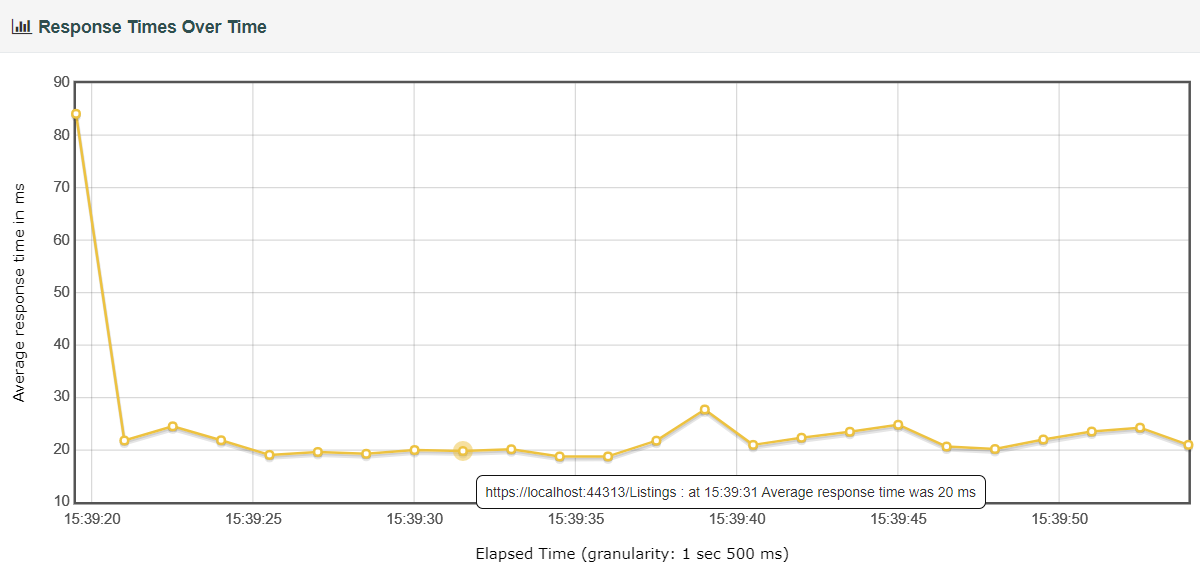 Response Times Over Time
90
80
70
60
50
40
30
20
10
Average response time in ms
https://localhost:44313/Listings : at 15:39:31 Average response time was 20 ms
15:39:20 15:39:25 15:39:30 15:39:35 15:39:40 15:39:45 15:39:50
Elapsed Time (granularity: 1 sec 500 ms)